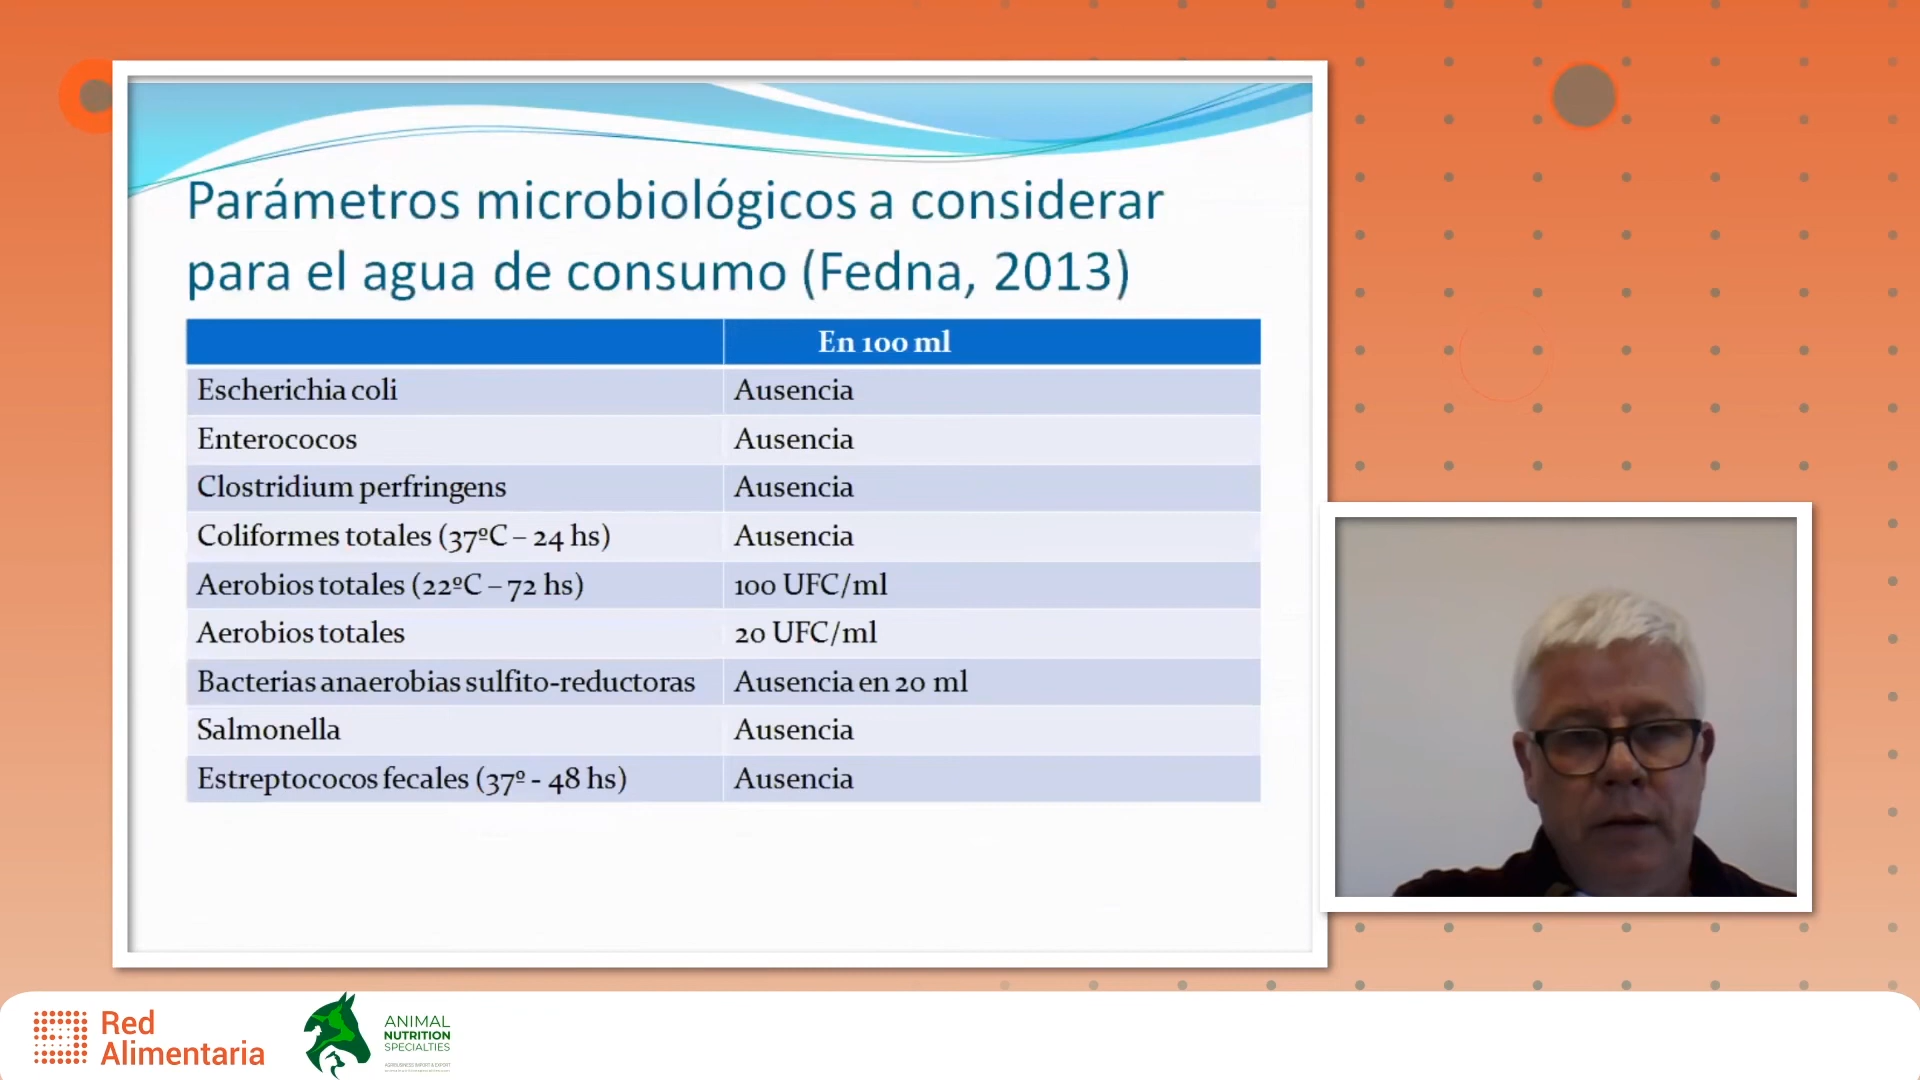 Parámetros microbiológicos a considerar
para el agua de consumo (Fedna, 2013)
En 100 ml
Escherichia coli Ausencia
Enterococos Ausencia
Clostridium perfringens Ausencia
Coliformes totales (37ºC – 24 hs) Ausencia
Aerobios totales (22ºC – 72 hs) 100 UFC/ml
Aerobios totales 20 UFC/ml
Bacterias anaerobias sulfito-reductoras Ausencia en 20 ml
Salmonella Ausencia
Estreptococos fecales (37º - 48 hs) Ausencia
Red
Alimentaria
ANIMAL
NUTRITION
SPECIALTIES